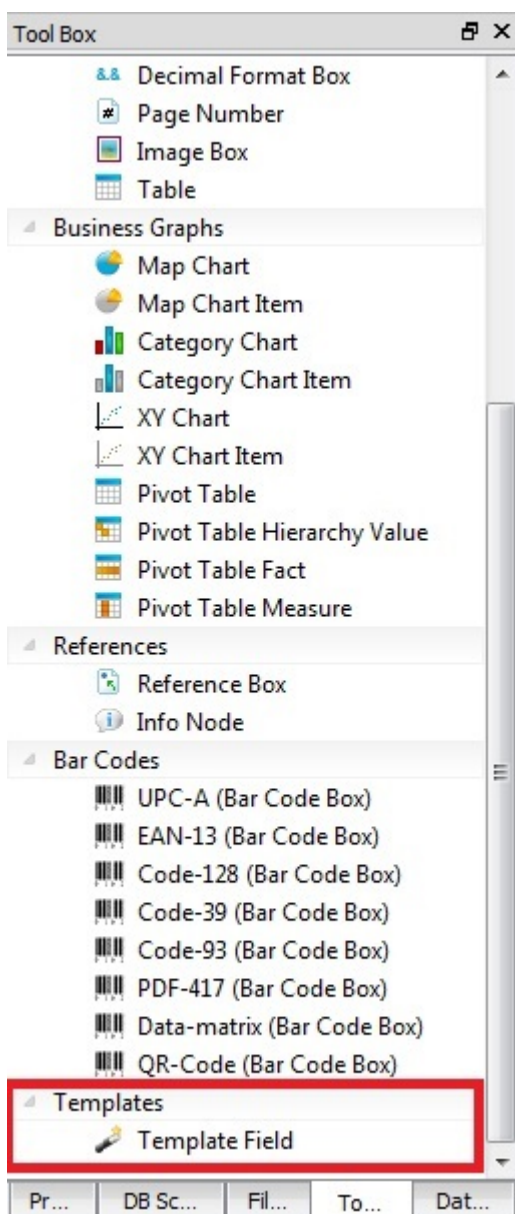 Tool Box
Decimal Format Box
Page Number
Image Box
Table
Business Graphs
Map Chart
Map Chart Item
Category Chart
Category Chart Item
XY Chart
XY Chart Item
Pivot Table
Pivot Table Hierarchy Value
Pivot Table Fact
Pivot Table Measure
References
Reference Box
Info Node
Bar Codes
UPC-A (Bar Code Box)
EAN-13 (Bar Code Box)
Code-128 (Bar Code Box)
Code-39 (Bar Code Box)
Code-93 (Bar Code Box)
PDF-417 (Bar Code Box)
Data-matrix (Bar Code Box)
QR-Code (Bar Code Box)
Templates
Template Field
Pr... DB Sc... Fil... To... Dat...